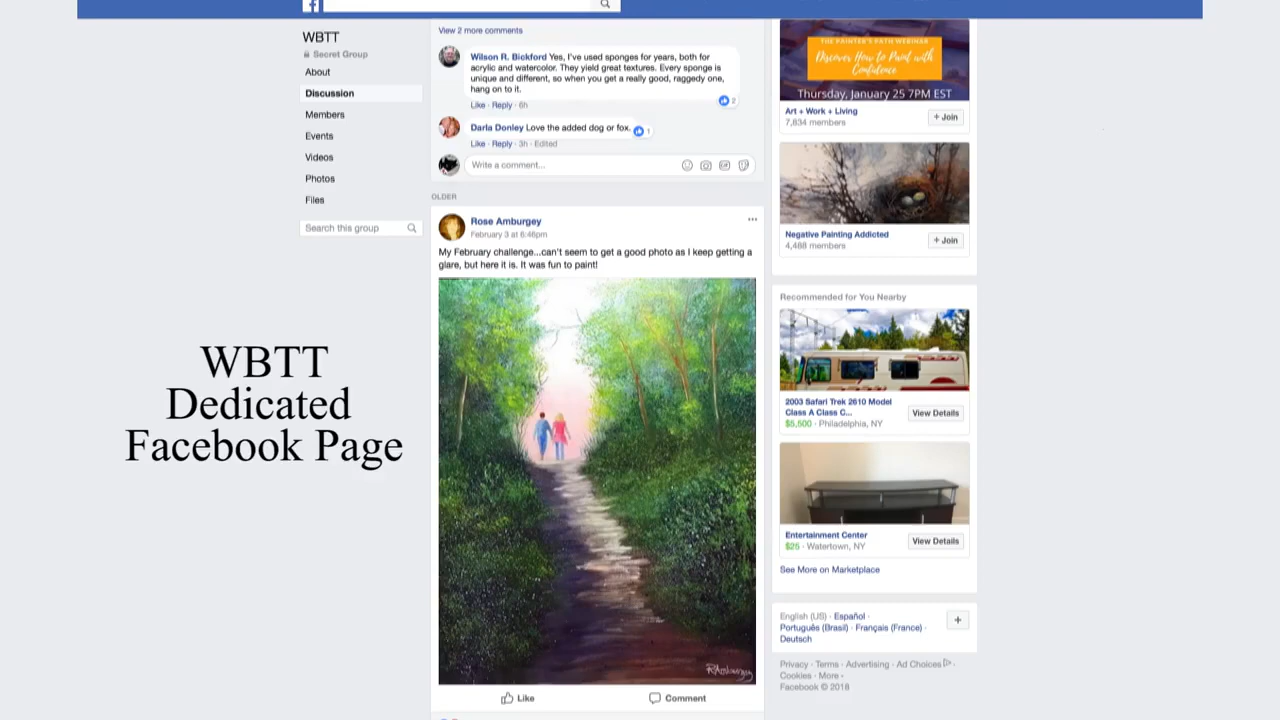 WBTT
Secret Group
About
Discussion
Members
Events
Videos
Photos
Files
Search this group
WBTT
Dedicated
Facebook Page
View 2 more comments
Wilson R. Bickford Yes, I've used sponges for years, both for
acrylic and watercolor. They yield great textures. Every sponge is
unique and different, so when you get a really good, raggedy one,
hang on to it.
2
Like · Reply · 6h
Darla Donley Love the added dog or fox.
1
Like · Reply · 3h · Edited
Write a comment...
OLDER
Rose Amburgey
February 3 at 6:46pm
My February challenge...can't seem to get a good photo as I keep getting a
glare, but here it is. It was fun to paint!
RAmburgey
Like
Comment
THE PAINTER'S PATH WEBINAR
Discover How to Paint with
Confidence
Thursday, January 25 7PM EST
Art + Work + Living
7,834 members
+ Join
Negative Painting Addicted
4,488 members
+ Join
Recommended for You Nearby
2003 Safari Trek 2610 Model
Class A Class C...
$5,500 · Philadelphia, NY
View Details
Entertainment Center
$25 · Watertown, NY
View Details
See More on Marketplace
English (US) · Español ·
Português (Brasil) · Français (France) ·
Deutsch
+
Privacy · Terms · Advertising · Ad Choices ·
Cookies · More
Facebook © 2018